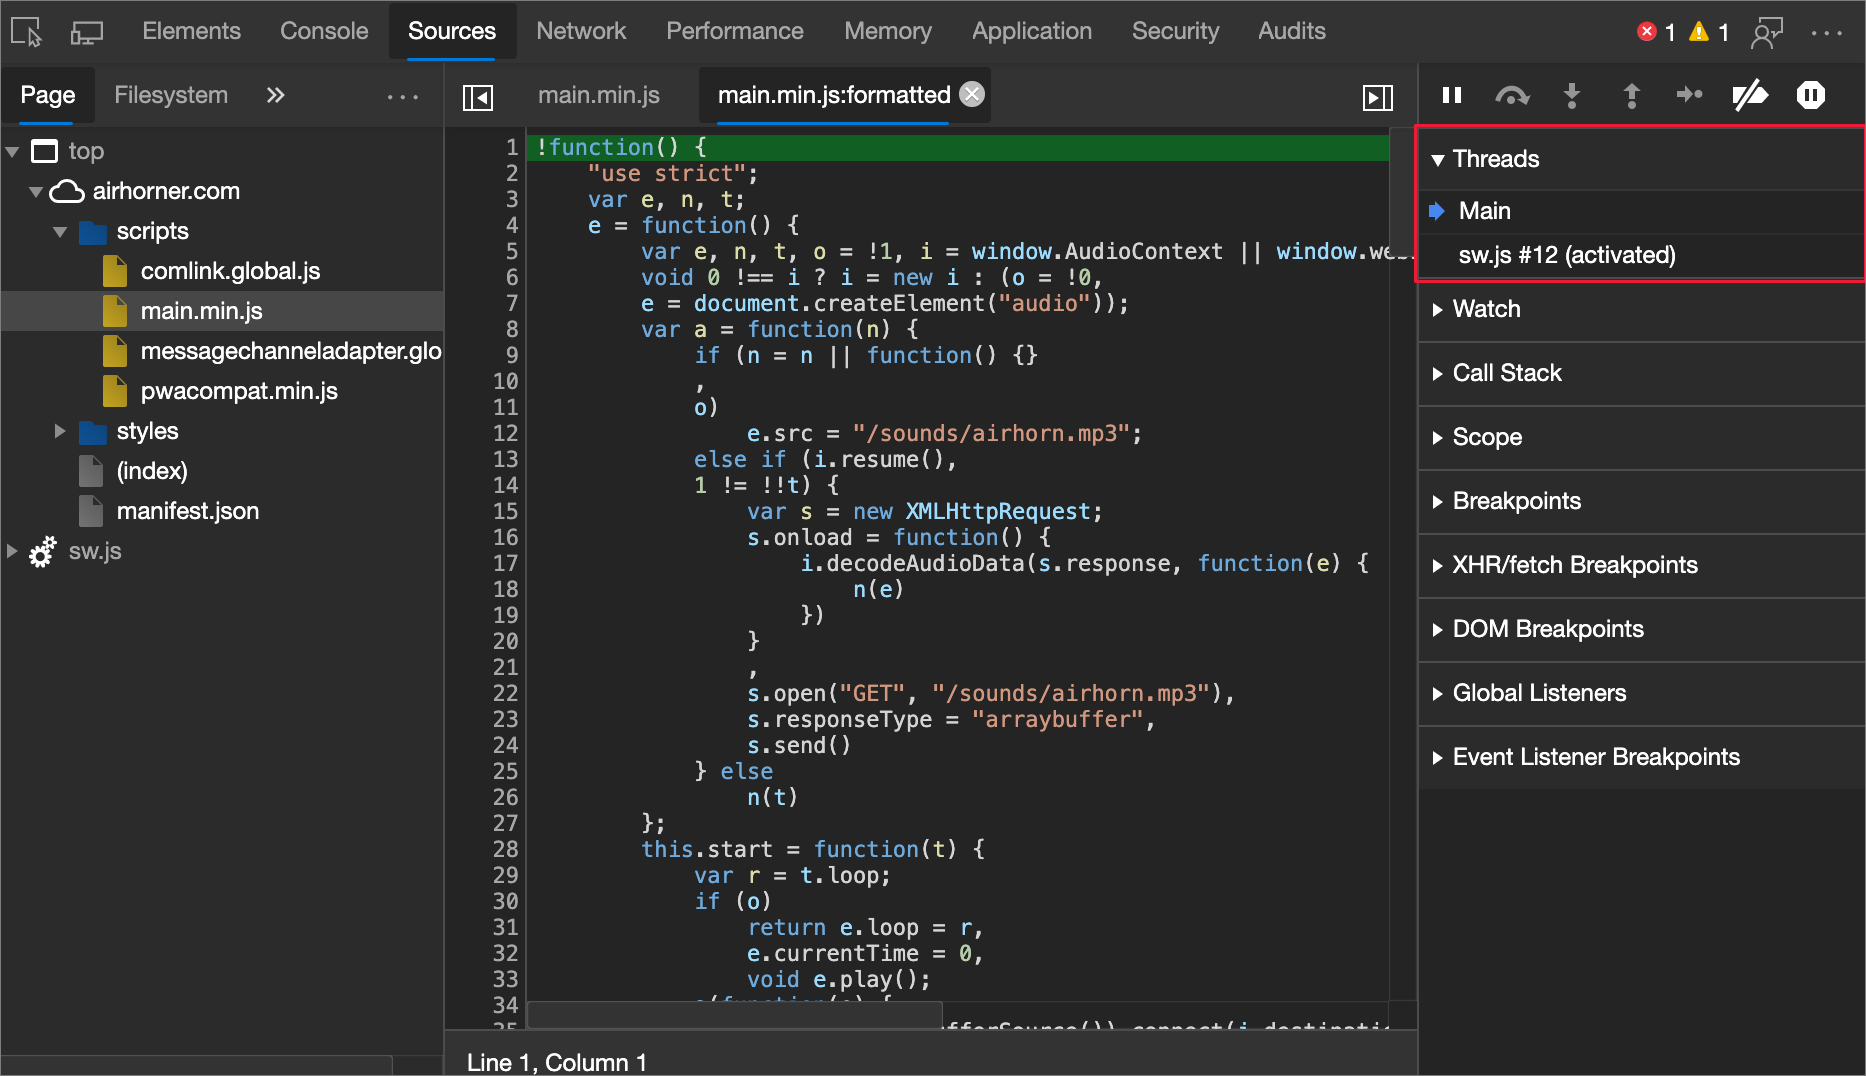 Elements Console Sources Network Performance Memory Application Security Audits 1 1
Page Filesystem
top
airhorner.com
scripts
comlink.global.js
main.min.js
messagechanneladapter.glo
pwacompat.min.js
styles
(index)
manifest.json
sw.js
main.min.js main.min.js:formatted
1 !function() {
2 "use strict";
3 var e, n, t;
4 e = function() {
5 var e, n, t, o = !1, i = window.AudioContext || window.we
6 void 0 !== i ? i = new i : (o = !0,
7 e = document.createElement("audio"));
8 var a = function(n) {
9 if (n = n || function() {}
10 ,
11 o)
12 e.src = "/sounds/airhorn.mp3";
13 else if (i.resume(),
14 1 != !!t) {
15 var s = new XMLHttpRequest;
16 s.onload = function() {
17 i.decodeAudioData(s.response, function(e) {
18 n(e)
19 })
20 }
21 ,
22 s.open("GET", "/sounds/airhorn.mp3"),
23 s.responseType = "arraybuffer",
24 s.send()
25 } else
26 n(t)
27 };
28 this.start = function(t) {
29 var r = t.loop;
30 if (o)
31 return e.loop = r,
32 e.currentTime = 0,
33 void e.play();
34
35
Line 1, Column 1
Threads
Main
sw.js #12 (activated)
Watch
Call Stack
Scope
Breakpoints
XHR/fetch Breakpoints
DOM Breakpoints
Global Listeners
Event Listener Breakpoints